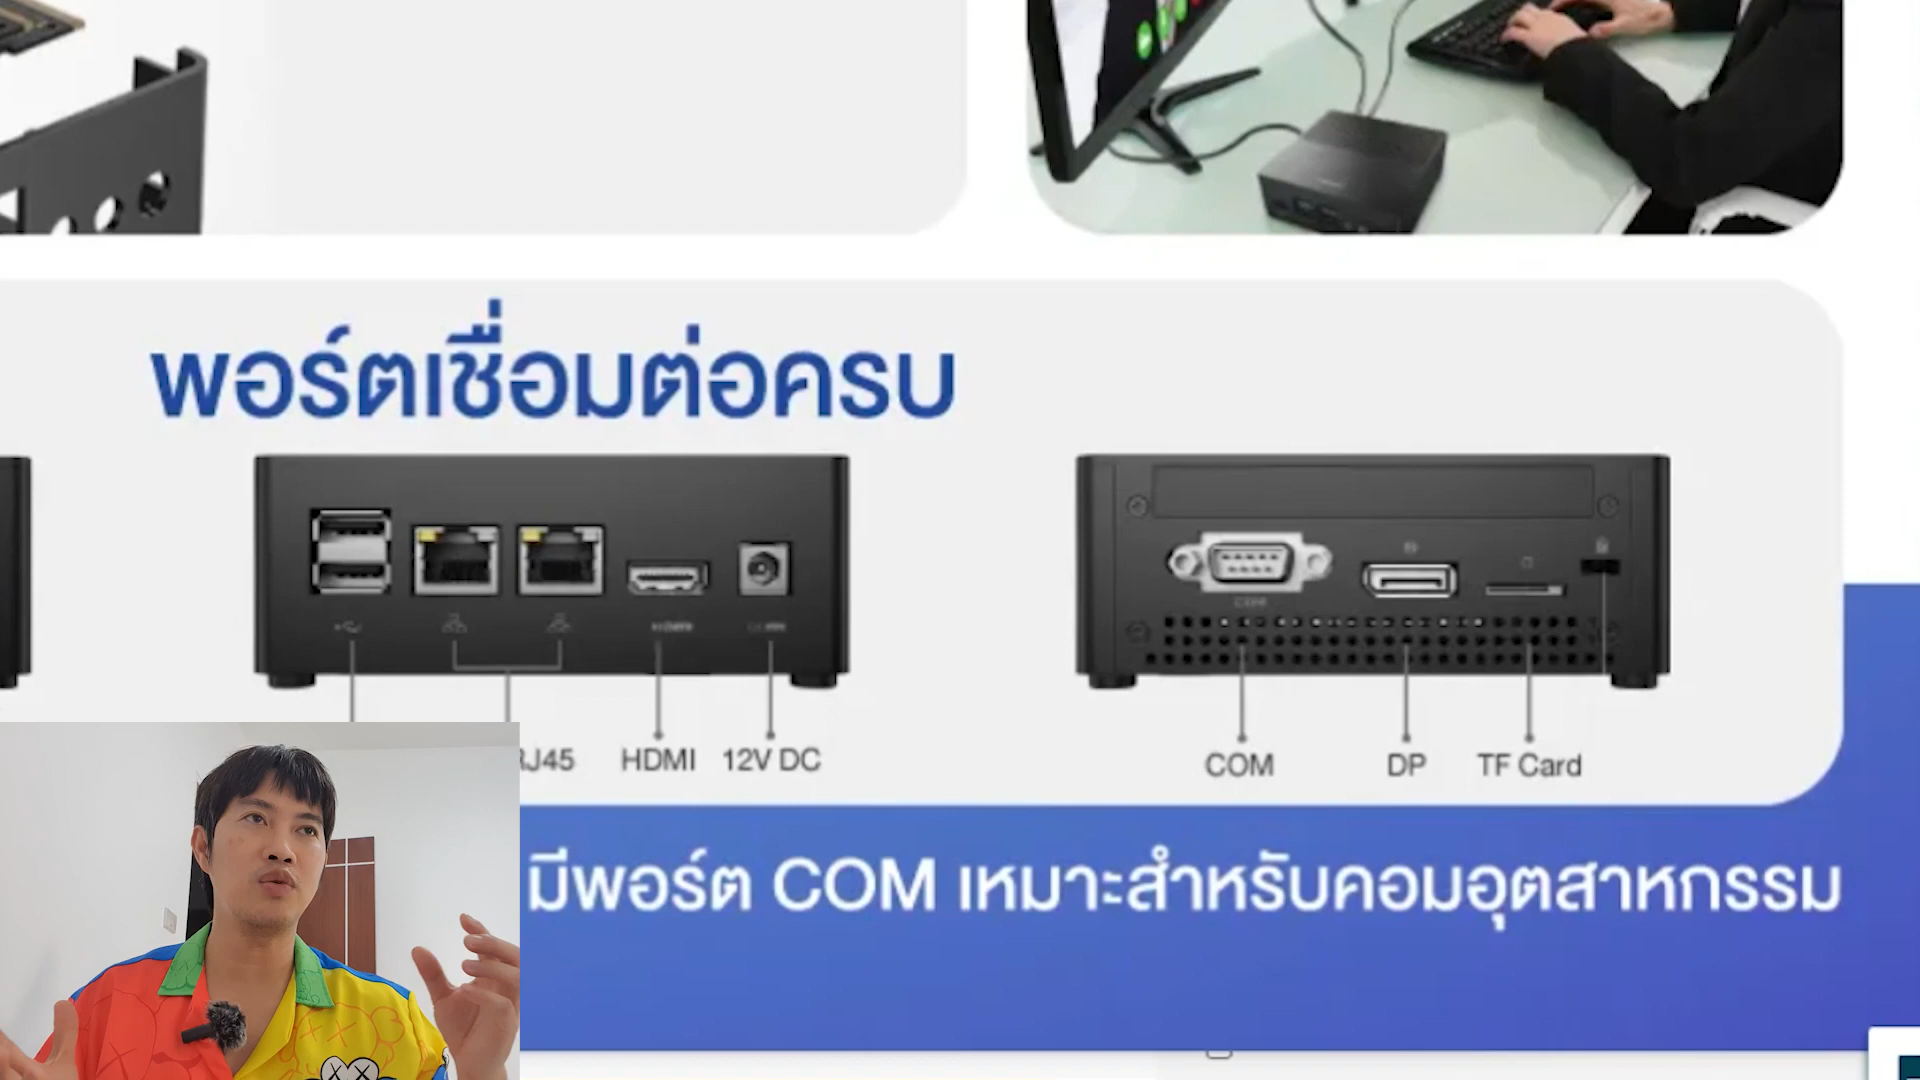 พอร์ตเชื่อมต่อครบ
COM
RJ45 HDMI 12V DC
COM DP TF Card
มีพอร์ต COM เหมาะสำหรับคอมอุตสาหกรรม